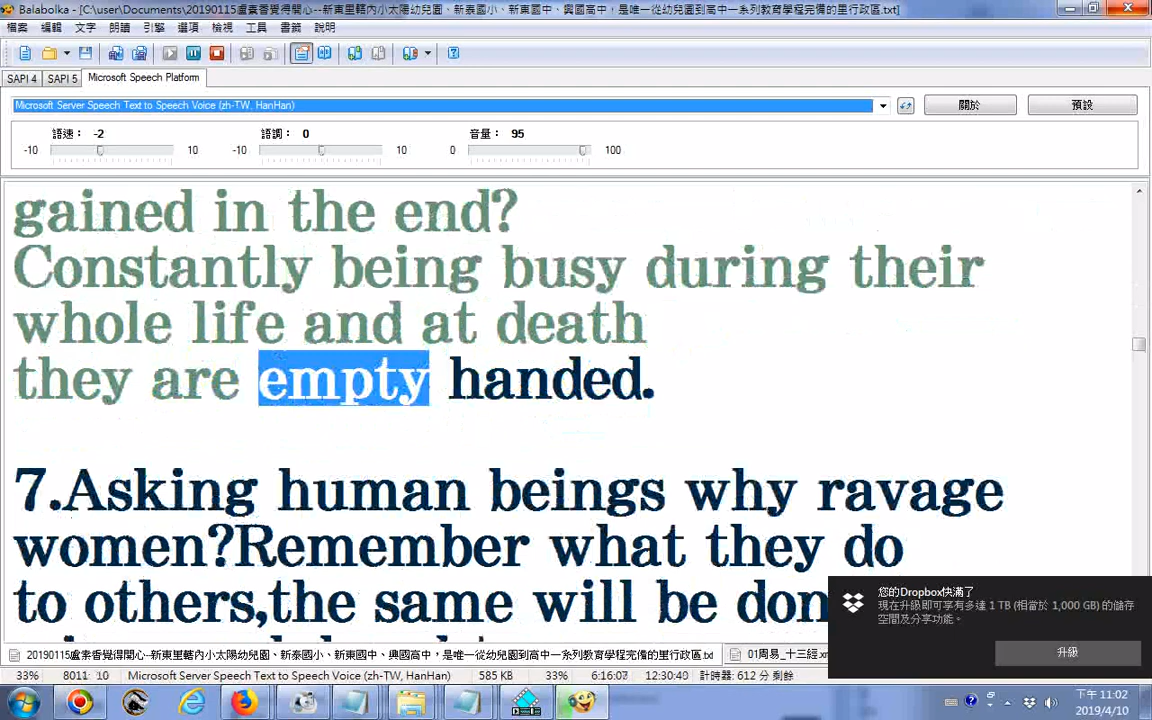 Balabolka - [C:\user\Documents\20190115盧素香覺得開心--新東里轄內小太陽幼兒園、新泰國小、新東國中、興國高中，是唯一從幼兒園到高中一系列教育學程完備的里行政區.txt]
檔案 編輯 文字 朗讀 引擎 選項 檢視 工具 書籤 說明
SAPI 4 SAPI 5 Microsoft Speech Platform
Microsoft Server Speech Text to Speech Voice (zh-TW, HanHan) 關於 預設
語速： -2 語調： 0 音量： 95
-10 10 -10 10 0 100
gained in the end?
Constantly being busy during their
whole life and at death
they are empty handed.
7.Asking human beings why ravage
women?Remember what they do
to others,the same will be don
您的Dropbox快滿了
現在升級即可享有多達 1 TB (相當於 1,000 GB) 的儲存
空間及分享功能。
升級
20190115盧素香覺得開心--新東里轄內小太陽幼兒園、新泰國小、新東國中、興國高中，是唯一從幼兒園到高中一系列教育學程完備的里行政區.txt 01周易_十三經
33% 8011: 10 Microsoft Server Speech Text to Speech Voice (zh-TW, HanHan) 585 KB 33% 6:16:07 12:30:40 計時器: 612 分 剩餘
下午 11:02
2019/4/10